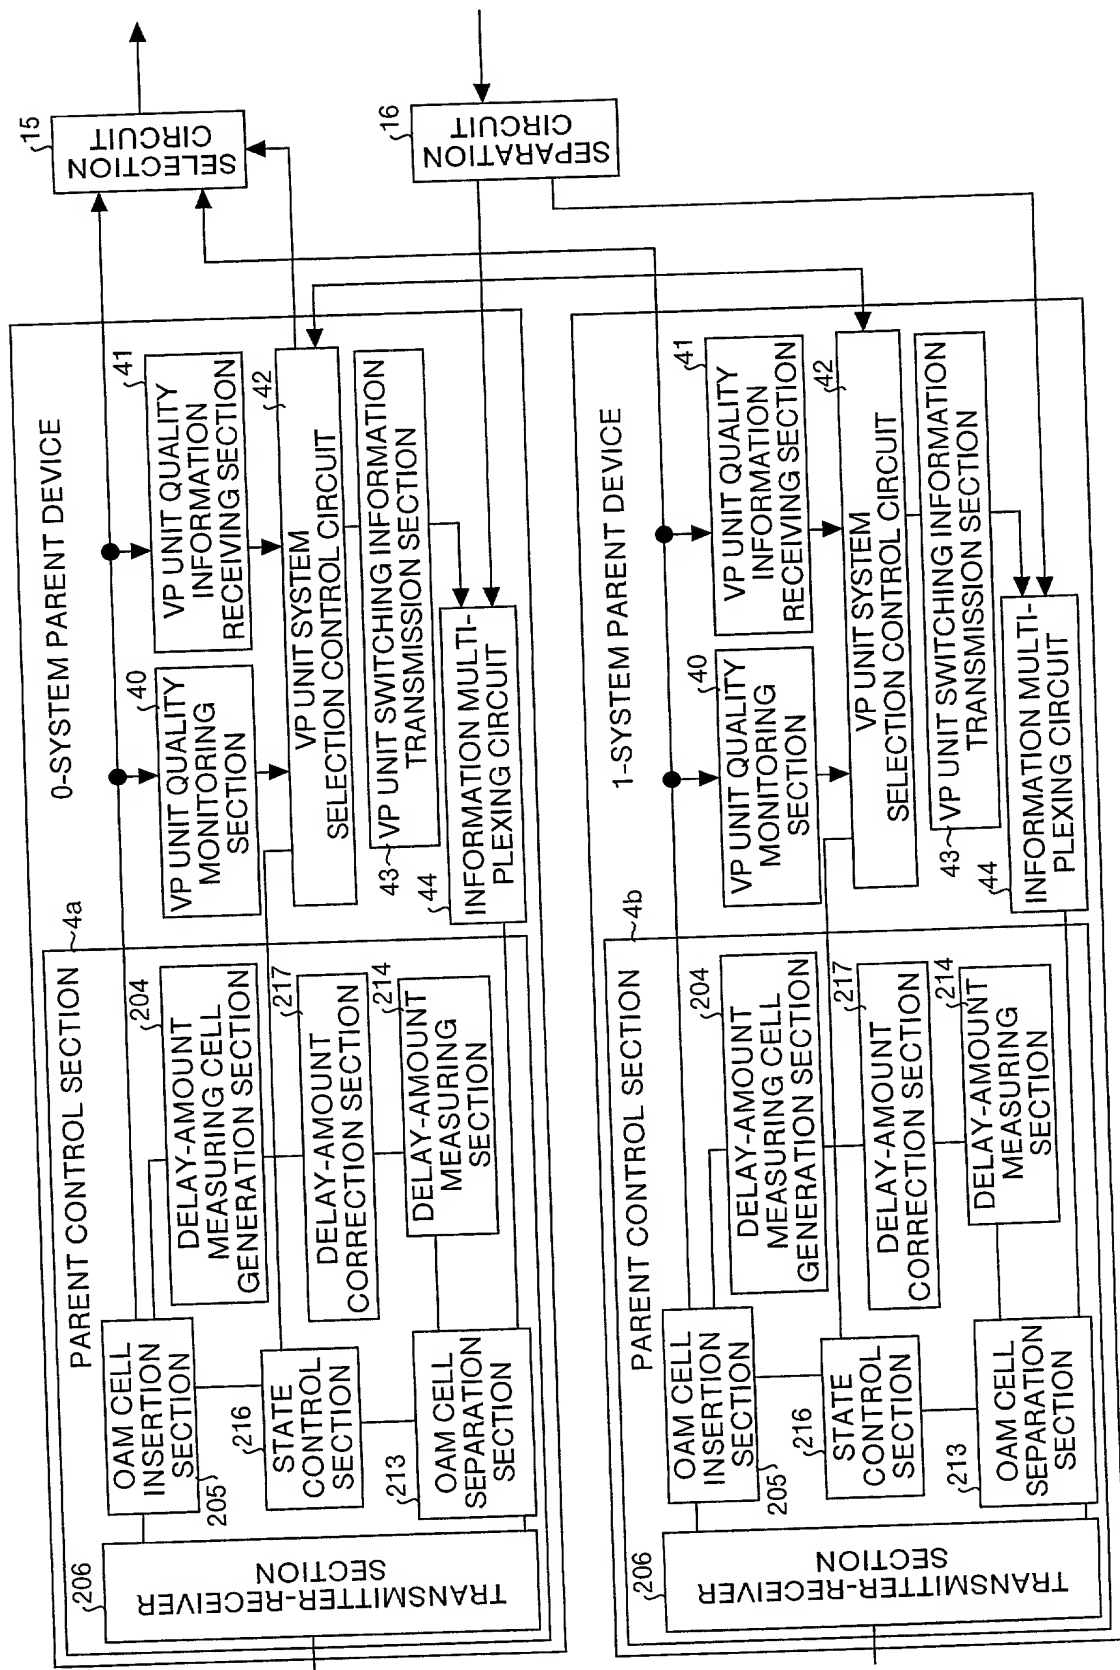 0-SYSTEM PARENT DEVICE
PARENT CONTROL SECTION
4a
206
TRANSMITTER-RECEIVER
SECTION
OAM CELL
INSERTION
SECTION
205
204
DELAY-AMOUNT
MEASURING CELL
GENERATION SECTION
216
STATE
CONTROL
SECTION
217
DELAY-AMOUNT
CORRECTION SECTION
213
OAM CELL
SEPARATION
SECTION
214
DELAY-AMOUNT
MEASURING
SECTION
40
VP UNIT QUALITY
MONITORING
SECTION
41
VP UNIT QUALITY
INFORMATION
RECEIVING SECTION
42
VP UNIT SYSTEM
SELECTION CONTROL CIRCUIT
43
VP UNIT SWITCHING INFORMATION
TRANSMISSION SECTION
44
INFORMATION MULTI-
PLEXING CIRCUIT
15
SELECTION
CIRCUIT
16
SEPARATION
CIRCUIT
1-SYSTEM PARENT DEVICE
PARENT CONTROL SECTION
4b
206
TRANSMITTER-RECEIVER
SECTION
OAM CELL
INSERTION
SECTION
205
204
DELAY-AMOUNT
MEASURING CELL
GENERATION SECTION
216
STATE
CONTROL
SECTION
217
DELAY-AMOUNT
CORRECTION SECTION
213
OAM CELL
SEPARATION
SECTION
214
DELAY-AMOUNT
MEASURING
SECTION
40
VP UNIT QUALITY
MONITORING
SECTION
41
VP UNIT QUALITY
INFORMATION
RECEIVING SECTION
42
VP UNIT SYSTEM
SELECTION CONTROL CIRCUIT
43
VP UNIT SWITCHING INFORMATION
TRANSMISSION SECTION
44
INFORMATION MULTI-
PLEXING CIRCUIT